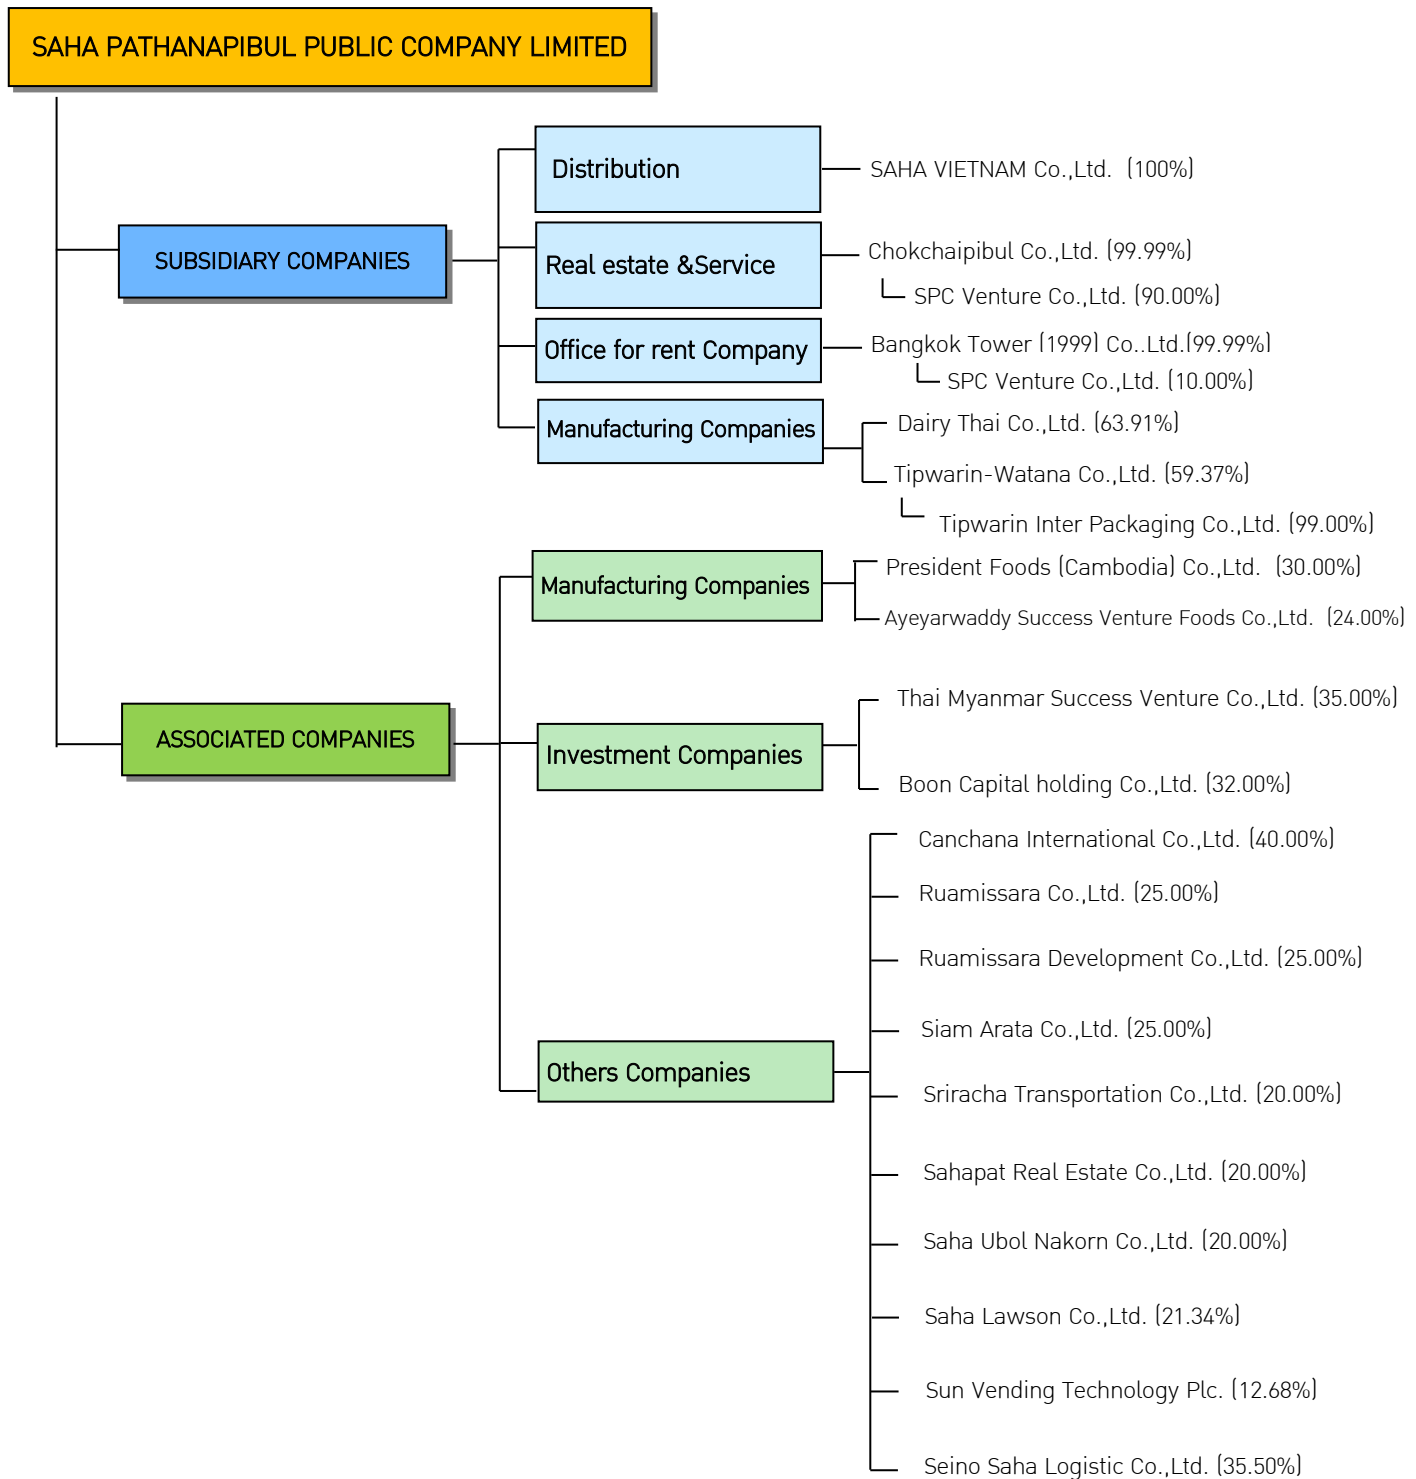 SAHA PATHANAPIBUL PUBLIC COMPANY LIMITED
SUBSIDIARY COMPANIES
Distribution
SAHA VIETNAM Co.,Ltd. (100%)
Real estate &Service
Chokchaipibul Co.,Ltd. (99.99%)
SPC Venture Co.,Ltd. (90.00%)
Office for rent Company
Bangkok Tower (1999) Co..Ltd.(99.99%)
SPC Venture Co.,Ltd. (10.00%)
Manufacturing Companies
Dairy Thai Co.,Ltd. (63.91%)
Tipwarin-Watana Co.,Ltd. (59.37%)
Tipwarin Inter Packaging Co.,Ltd. (99.00%)
ASSOCIATED COMPANIES
Manufacturing Companies
President Foods (Cambodia) Co.,Ltd. (30.00%)
Ayeyarwaddy Success Venture Foods Co.,Ltd. (24.00%)
Investment Companies
Thai Myanmar Success Venture Co.,Ltd. (35.00%)
Boon Capital holding Co.,Ltd. (32.00%)
Others Companies
Canchana International Co.,Ltd. (40.00%)
Ruamissara Co.,Ltd. (25.00%)
Ruamissara Development Co.,Ltd. (25.00%)
Siam Arata Co.,Ltd. (25.00%)
Sriracha Transportation Co.,Ltd. (20.00%)
Sahapat Real Estate Co.,Ltd. (20.00%)
Saha Ubol Nakorn Co.,Ltd. (20.00%)
Saha Lawson Co.,Ltd. (21.34%)
Sun Vending Technology Plc. (12.68%)
Seino Saha Logistic Co.,Ltd. (35.50%)